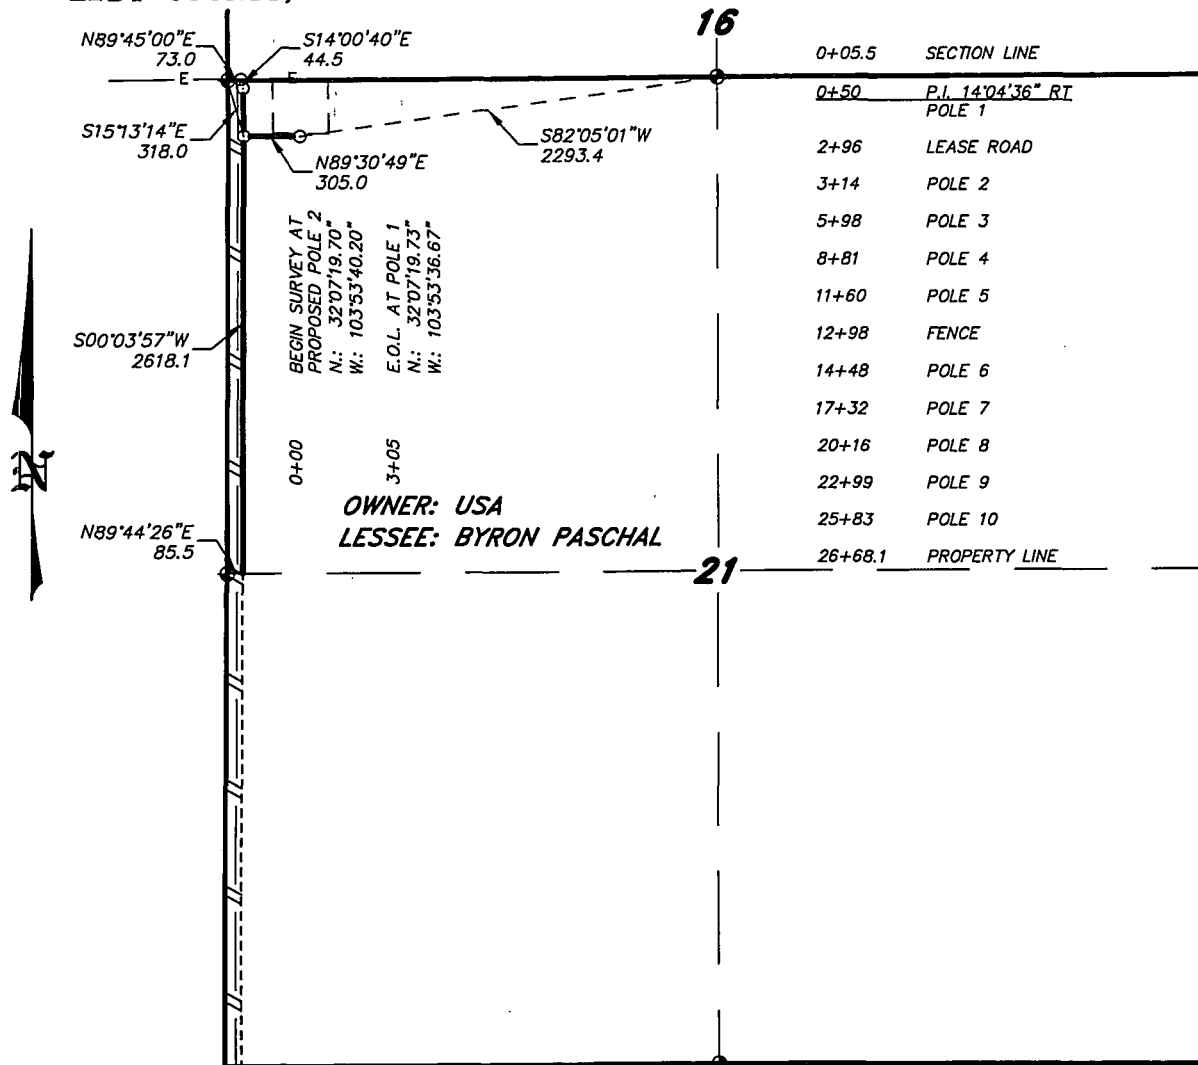 16
N89°45'00"E
73.0
S14°00'40"E
44.5
E
E
S15°13'14"E
318.0
N89°30'49"E
305.0
S82°05'01"W
2293.4
0+05.5 SECTION LINE
0+50 P.I. 14°04'36" RT
POLE 1
2+96 LEASE ROAD
3+14 POLE 2
5+98 POLE 3
8+81 POLE 4
11+60 POLE 5
12+98 FENCE
14+48 POLE 6
17+32 POLE 7
20+16 POLE 8
22+99 POLE 9
25+83 POLE 10
26+68.1 PROPERTY LINE
0+00 BEGIN SURVEY AT
PROPOSED POLE 2
N.: 32°07'19.70"
W.: 103°53'40.20"
3+05 E.O.L. AT POLE 1
N.: 32°07'19.73"
W.: 103°53'36.67"
S00°03'57"W
2618.1
N
OWNER: USA
LESSEE: BYRON PASCHAL
N89°44'26"E
85.5
21